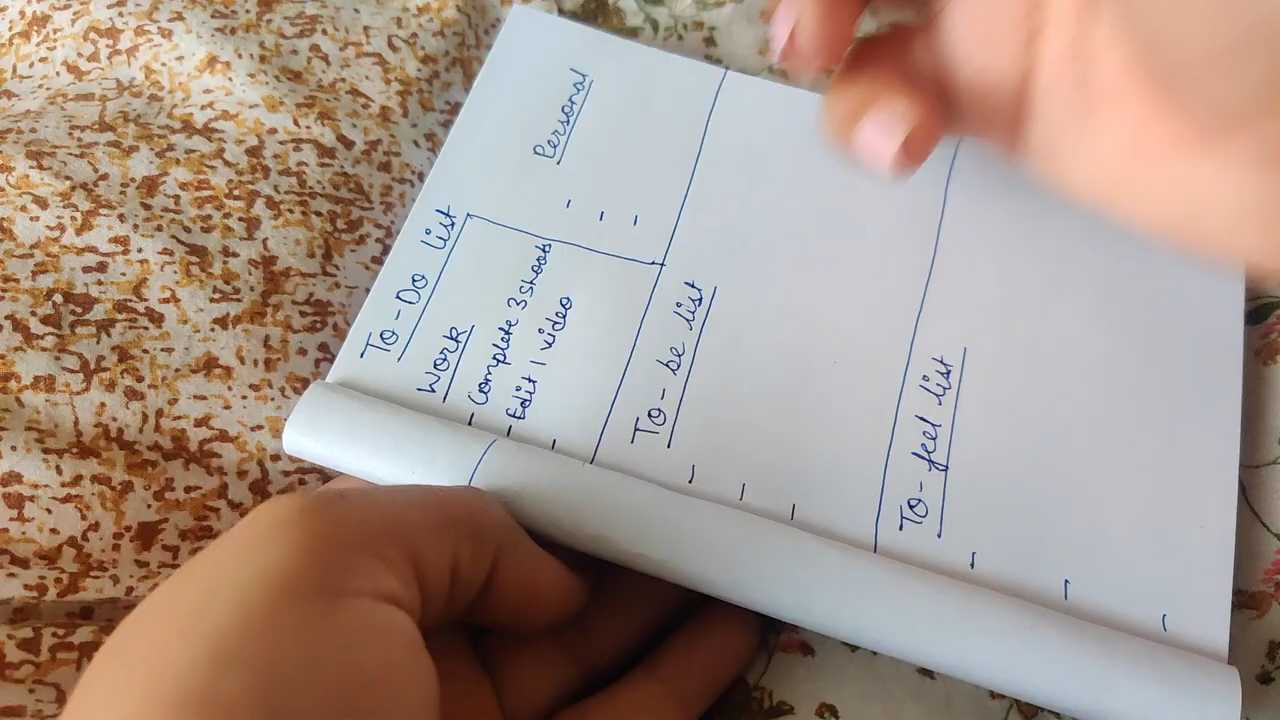 To-Do list
Work
- Complete 3 shoots
- Edit 1 video
-
Personal
-
-
-
To-be list
-
-
-
To-feel list
-
-
-